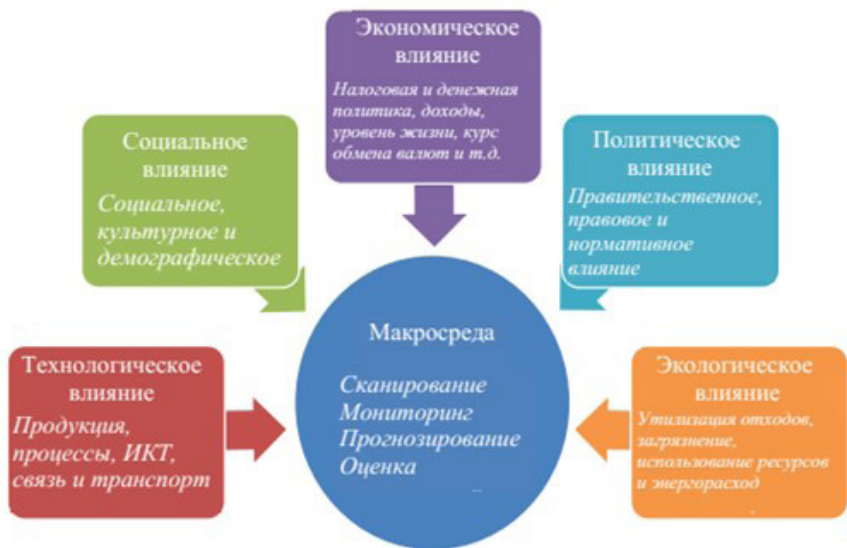 Экономическое
влияние
Налоговая и денежная
политика, доходы,
уровень жизни, курс
обмена валют и т.д.
Социальное
влияние
Социальное,
культурное и
демографическое
Политическое
влияние
Правительственное,
правовое и
нормативное
влияние
Макросреда
Сканирование
Мониторинг
Прогнозирование
Оценка
Технологическое
влияние
Продукция,
процессы, ИКТ,
связь и транспорт
Экологическое
влияние
Утилизация отходов,
загрязнение,
использование ресурсов
и энергорасход